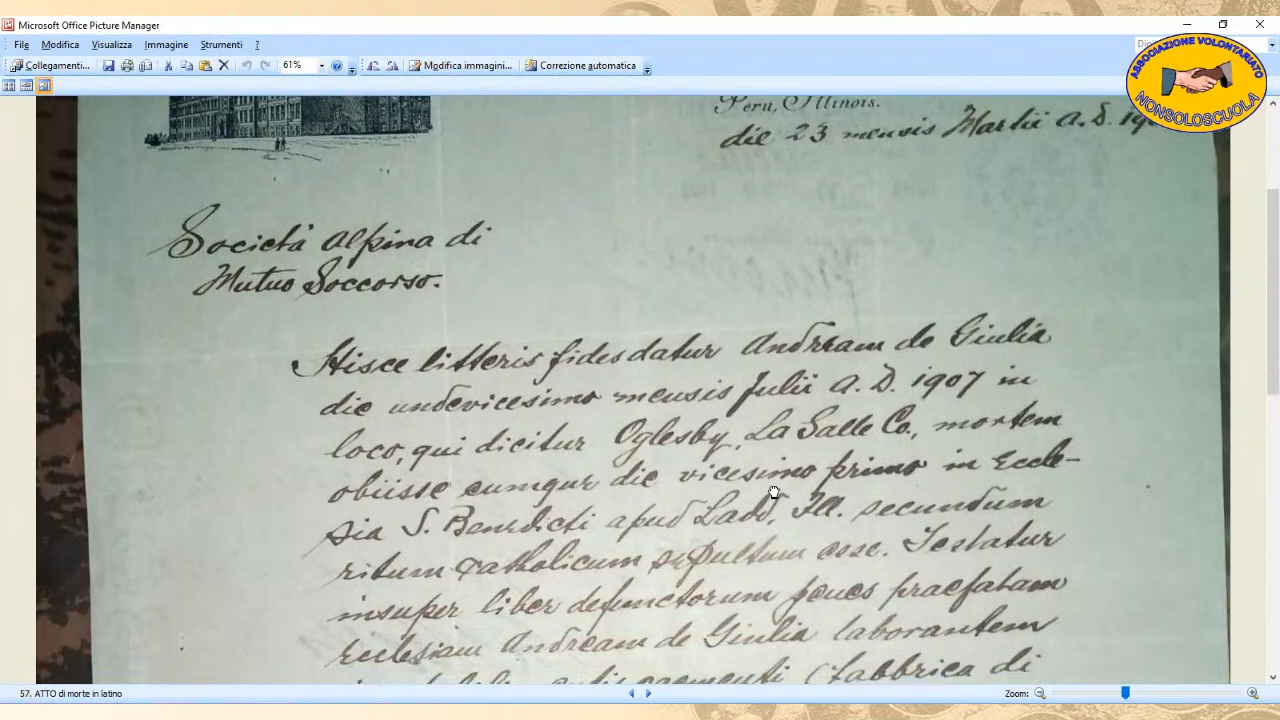 Microsoft Office Picture Manager
File Modifica Visualizza Immagine Strumenti ?
Collegamenti... 61% Modifica immagini... Correzione automatica
ASSOCIAZIONE VOLONTARIATO
NONSOLOSCUOLA
Peru, Illinois.
die 23 mensis Martii A. D.
Società Alpina di
Mutuo Soccorso.
Hisce litteris fides datur Andream de Giulia
die undevicesimo mensis Julii A. D. 1907 in
loco, qui dicitur Oglesby, La Salle Co., mortem
obiisse eumque die vicesimo primo in Eccle-
sia S. Benedicti apud Ladd, Ill. secundum
ritum catholicum sepultum esse. Testatur
insuper liber defunctorum penes praefatam
Ecclesiam Andream de Giulia laborantem
caementi (fabbrica di
57. ATTO di morte in latino
Zoom: